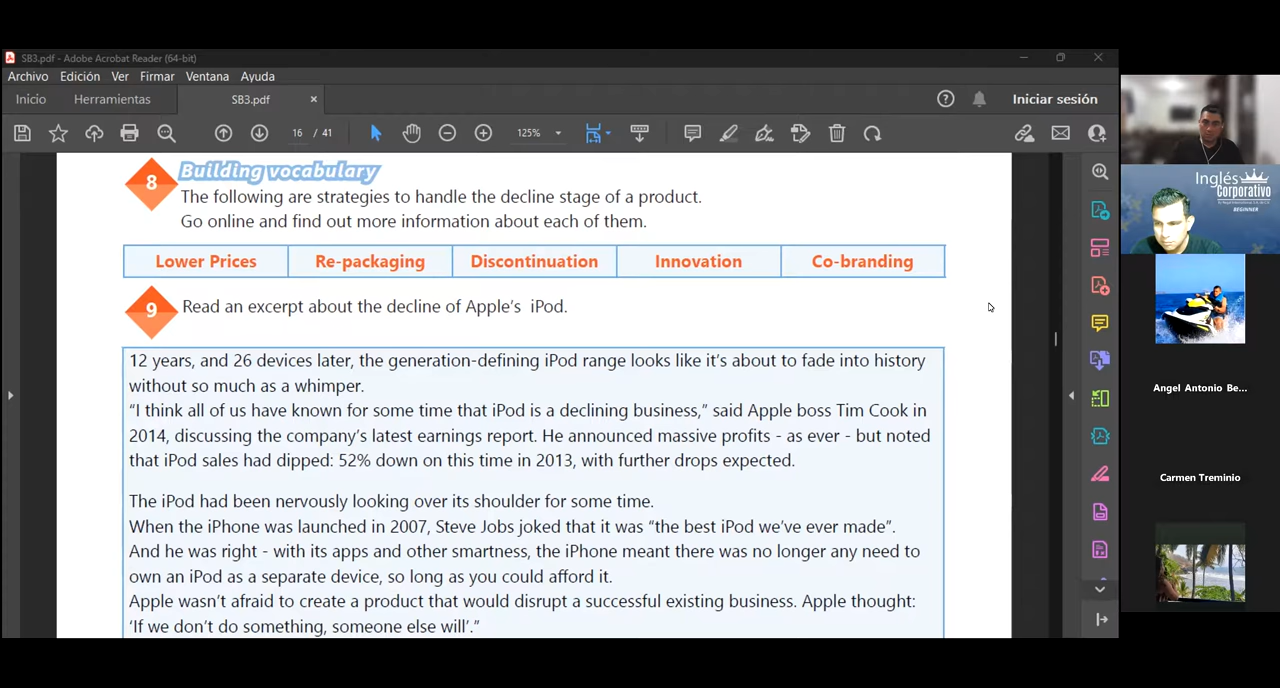 SB3.pdf - Adobe Acrobat Reader (64-bit)
Archivo Edición Ver Firmar Ventana Ayuda
Inicio Herramientas SB3.pdf × Iniciar sesión
16 / 41 125%
8 Building vocabulary
The following are strategies to handle the decline stage of a product.
Go online and find out more information about each of them.
Lower Prices Re-packaging Discontinuation Innovation Co-branding
9 Read an excerpt about the decline of Apple's iPod.
12 years, and 26 devices later, the generation-defining iPod range looks like it's about to fade into history
without so much as a whimper.
“I think all of us have known for some time that iPod is a declining business,” said Apple boss Tim Cook in
2014, discussing the company's latest earnings report. He announced massive profits - as ever - but noted
that iPod sales had dipped: 52% down on this time in 2013, with further drops expected.
The iPod had been nervously looking over its shoulder for some time.
When the iPhone was launched in 2007, Steve Jobs joked that it was “the best iPod we've ever made”.
And he was right - with its apps and other smartness, the iPhone meant there was no longer any need to
own an iPod as a separate device, so long as you could afford it.
Apple wasn't afraid to create a product that would disrupt a successful existing business. Apple thought:
‘If we don't do something, someone else will’.”
Inglés
Corporativo
BEGINNER
Angel Antonio Be...
Carmen Treminio